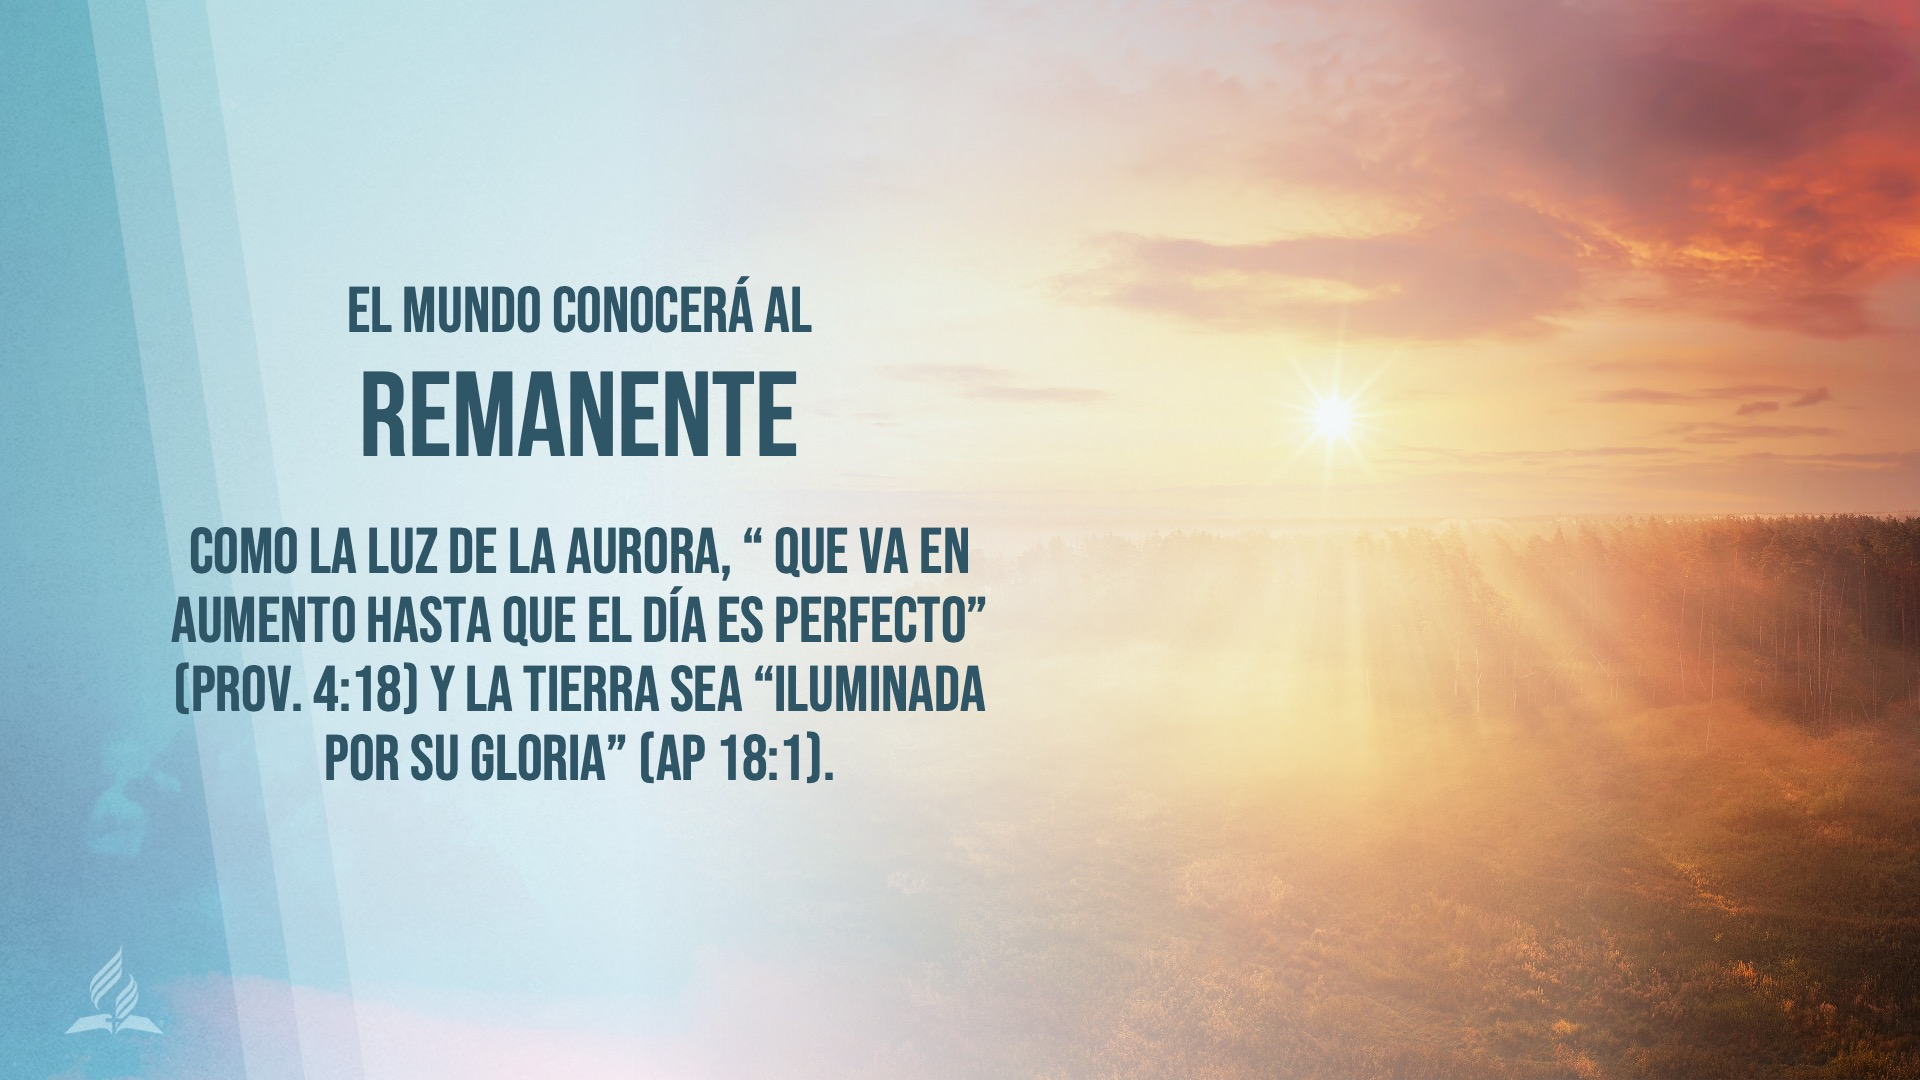 EL MUNDO CONOCERÁ AL
REMANENTE
COMO LA LUZ DE LA AURORA, “ QUE VA EN
AUMENTO HASTA QUE EL DÍA ES PERFECTO”
(PROV. 4:18) Y LA TIERRA SEA “ILUMINADA
POR SU GLORIA” (AP 18:1).